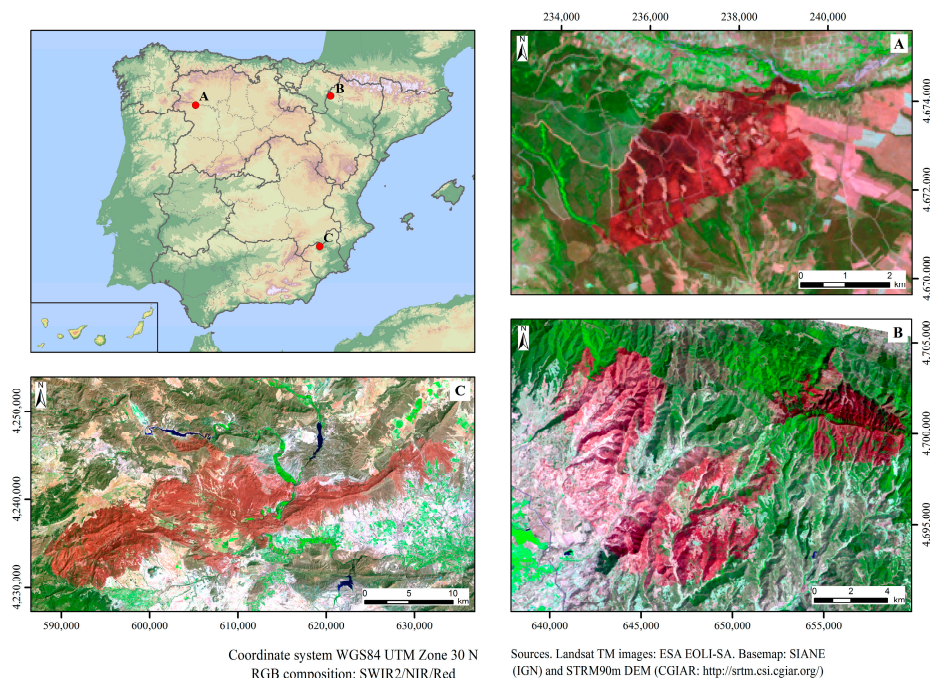 234,000 236,000 238,000 240,000
N
A
A
B
C
4,674,000
4,672,000
4,670,000
0 1 2
km
N
C
4,250,000
4,240,000
4,230,000
0 5 10
km
590,000 600,000 610,000 620,000 630,000
N
B
4,705,000
4,700,000
4,695,000
0 2 4
km
640,000 645,000 650,000 655,000
Coordinate system WGS84 UTM Zone 30 N
RGB composition: SWIR2/NIR/Red
Sources. Landsat TM images: ESA EOLI-SA. Basemap: SIANE
(IGN) and STRM90m DEM (CGIAR: http://srtm.csi.cgiar.org/)